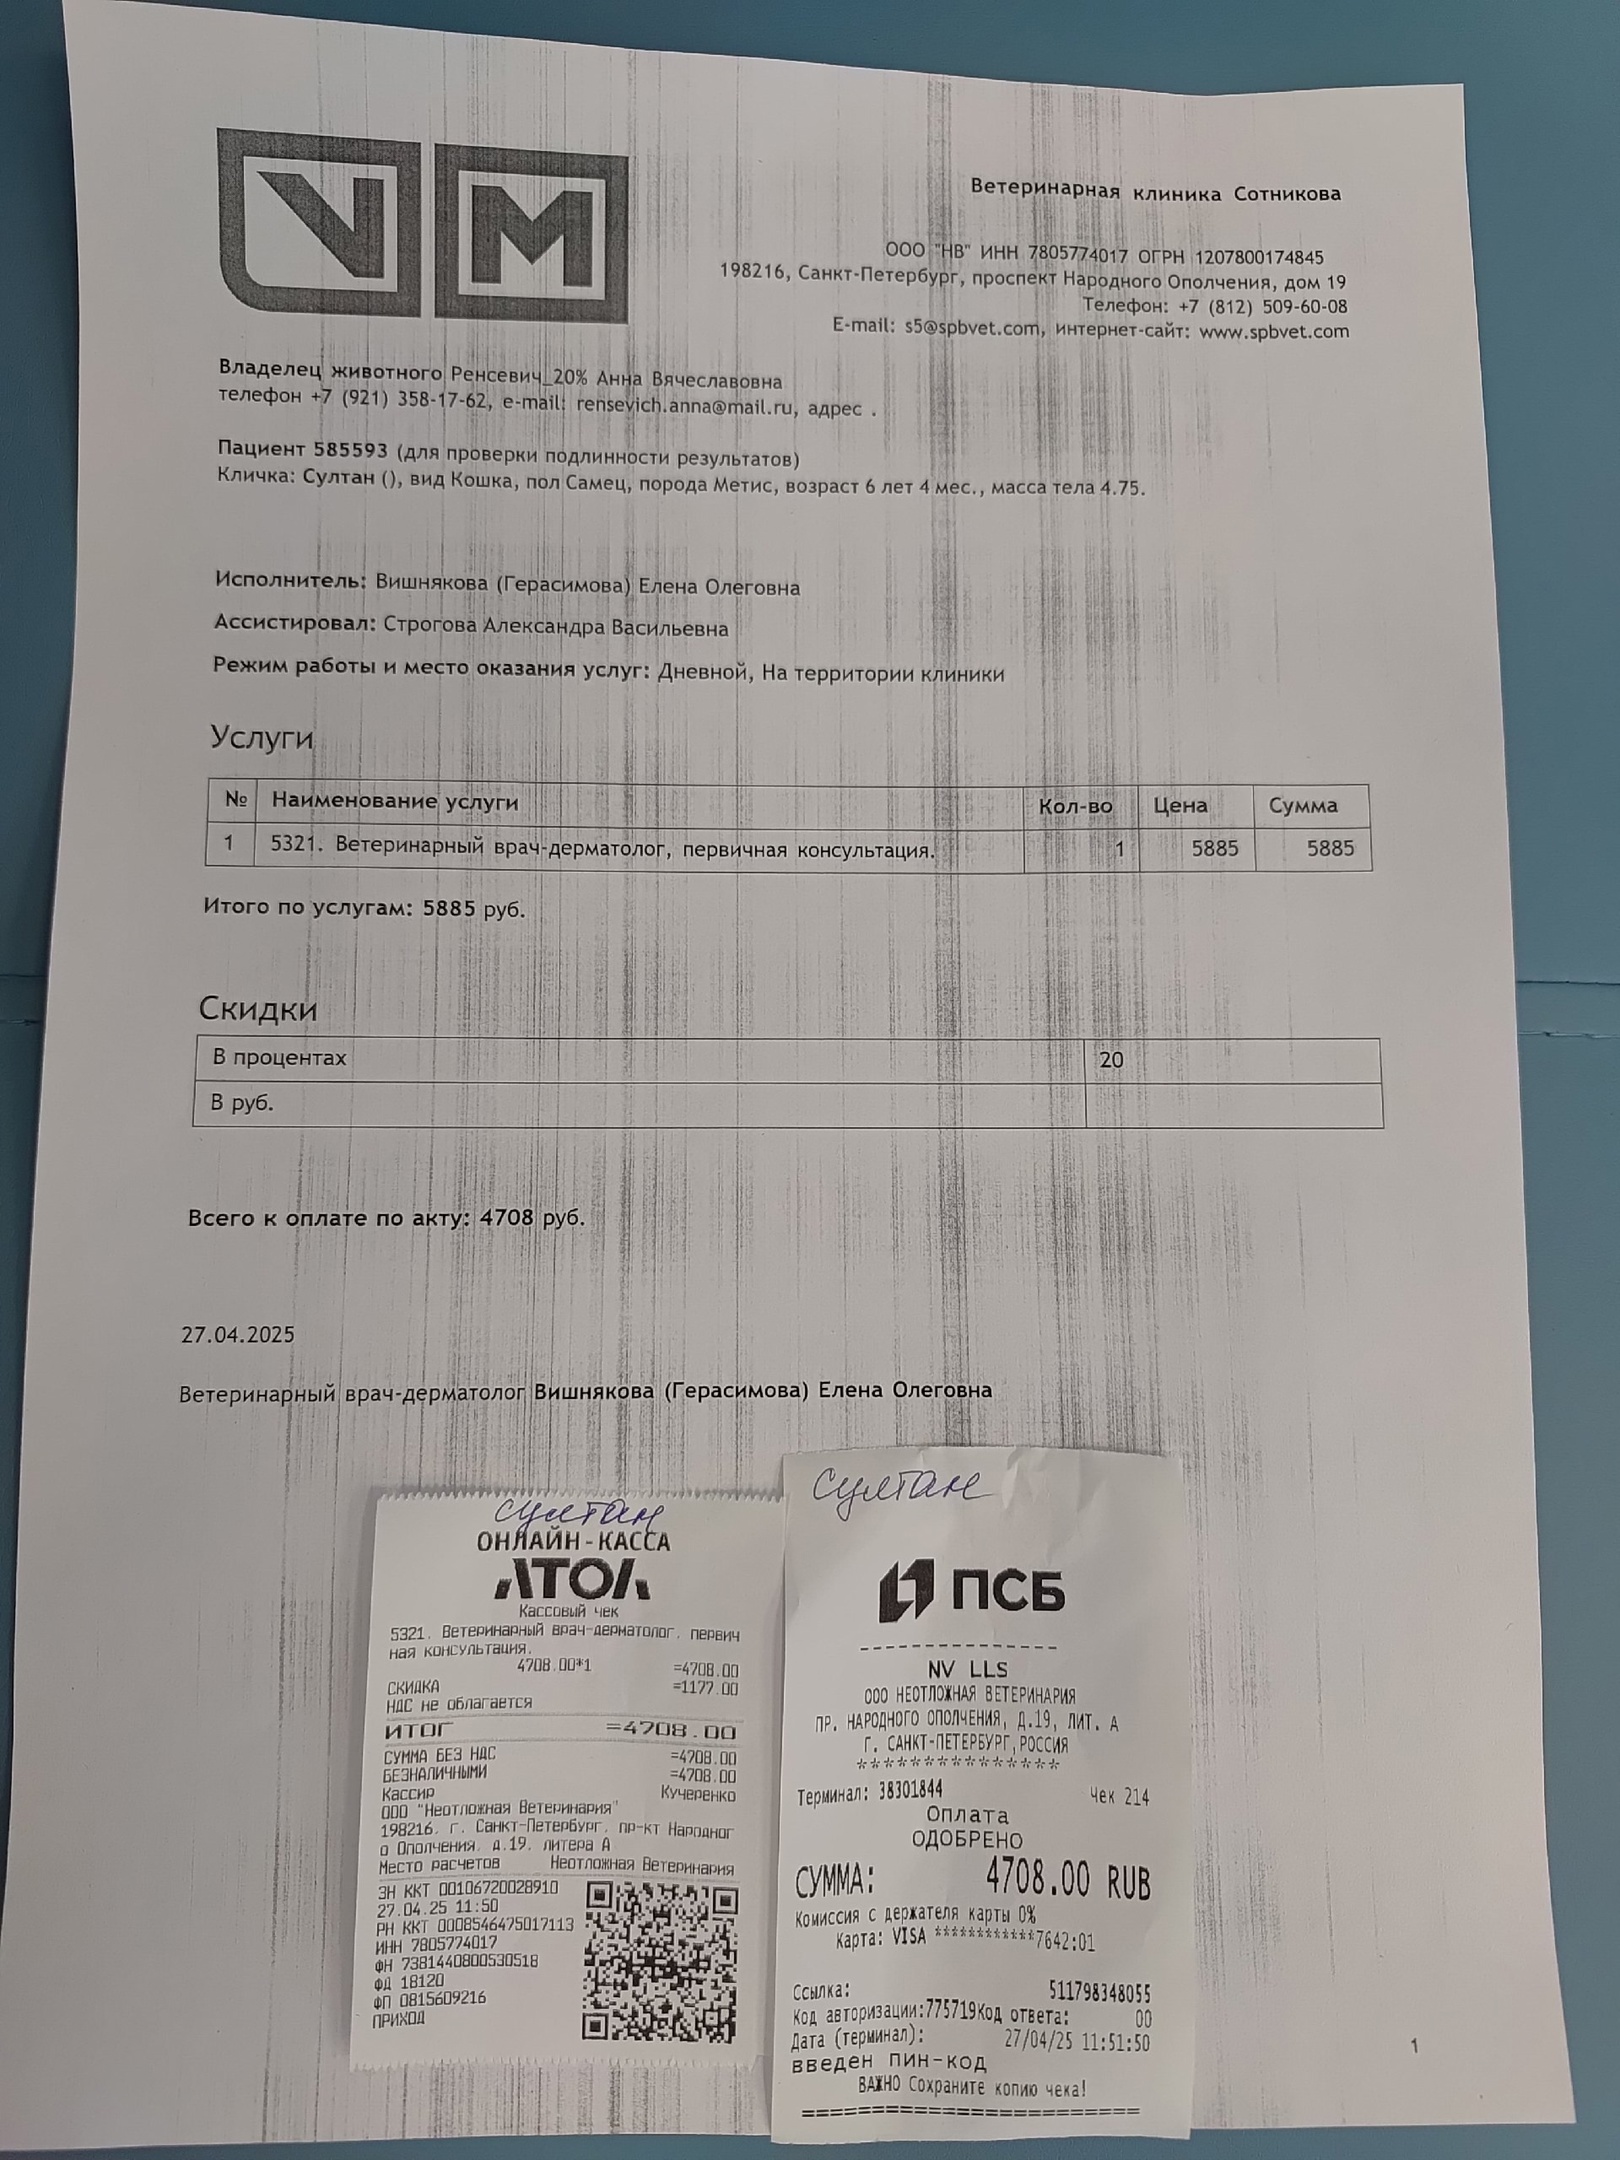 VM
Ветеринарная клиника Сотникова
ООО "НВ" ИНН 7805774017 ОГРН 1207800174845
198216, Санкт-Петербург, проспект Народного Ополчения, дом 19
Телефон: +7 (812) 509-60-08
E-mail: s5@spbvet.com, интернет-сайт: www.spbvet.com
Владелец животного Ренсевич_20% Анна Вячеславовна
телефон +7 (921) 358-17-62, e-mail: rensevich.anna@mail.ru, адрес .
Пациент 585593 (для проверки подлинности результатов)
Кличка: Султан (), вид Кошка, пол Самец, порода Метис, возраст 6 лет 4 мес., масса тела 4.75.
Исполнитель: Вишнякова (Герасимова) Елена Олеговна
Ассистировал: Строгова Александра Васильевна
Режим работы и место оказания услуг: Дневной, На территории клиники
Услуги
№ Наименование услуги Кол-во Цена Сумма
1 5321. Ветеринарный врач-дерматолог, первичная консультация. 1 5885 5885
Итого по услугам: 5885 руб.
Скидки
В процентах 20
В руб.
Всего к оплате по акту: 4708 руб.
27.04.2025
Ветеринарный врач-дерматолог Вишнякова (Герасимова) Елена Олеговна
Султан
ОНЛАЙН-КАССА
АТОЛ
Кассовый чек
5321. Ветеринарный врач-дерматолог, первич
ная консультация.
4708.00*1 =4708.00
СКИДКА =1177.00
НДС не облагается
ИТОГ =4708.00
СУММА БЕЗ НДС =4708.00
БЕЗНАЛИЧНЫМИ =4708.00
Кассир Кучеренко
ООО "Неотложная Ветеринария"
198216, г. Санкт-Петербург, пр-кт Народног
о Ополчения, д.19, литера А
Место расчетов Неотложная Ветеринария
ЗН ККТ 00106720028910
27.04.25 11:50
РН ККТ 0008546475017113
ИНН 7805774017
ФН 7381440800530518
ФД 18120
ФП 0815609216
ПРИХОД
Султан
ПСБ
NV LLS
ООО НЕОТЛОЖНАЯ ВЕТЕРИНАРИЯ
ПР. НАРОДНОГО ОПОЛЧЕНИЯ, Д.19, ЛИТ. А
Г. САНКТ-ПЕТЕРБУРГ,РОССИЯ
**************
Терминал: 38301844 Чек 214
Оплата
ОДОБРЕНО
СУММА: 4708.00 RUB
Комиссия с держателя карты 0%
Карта: VISA ************7642:01
Ссылка: 511798348055
Код авторизации:775719Код ответа: 00
Дата (терминал): 27/04/25 11:51:50
введен пин-код
ВАЖНО Сохраните копию чека!
1